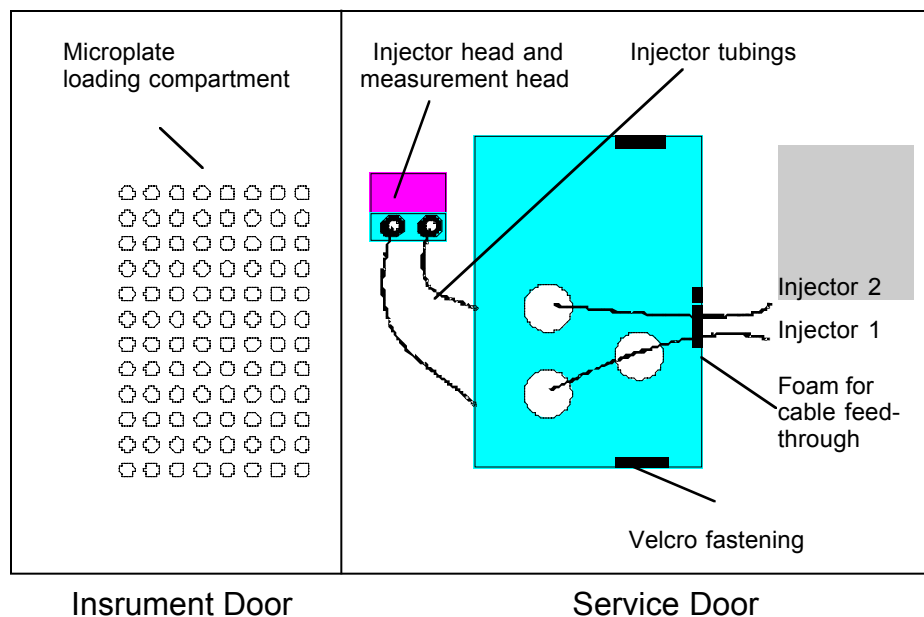 Microplate
loading compartment
Injector head and
measurement head
Injector tubings
Injector 2
Injector 1
Foam for
cable feed-
through
Velcro fastening
Insrument Door
Service Door